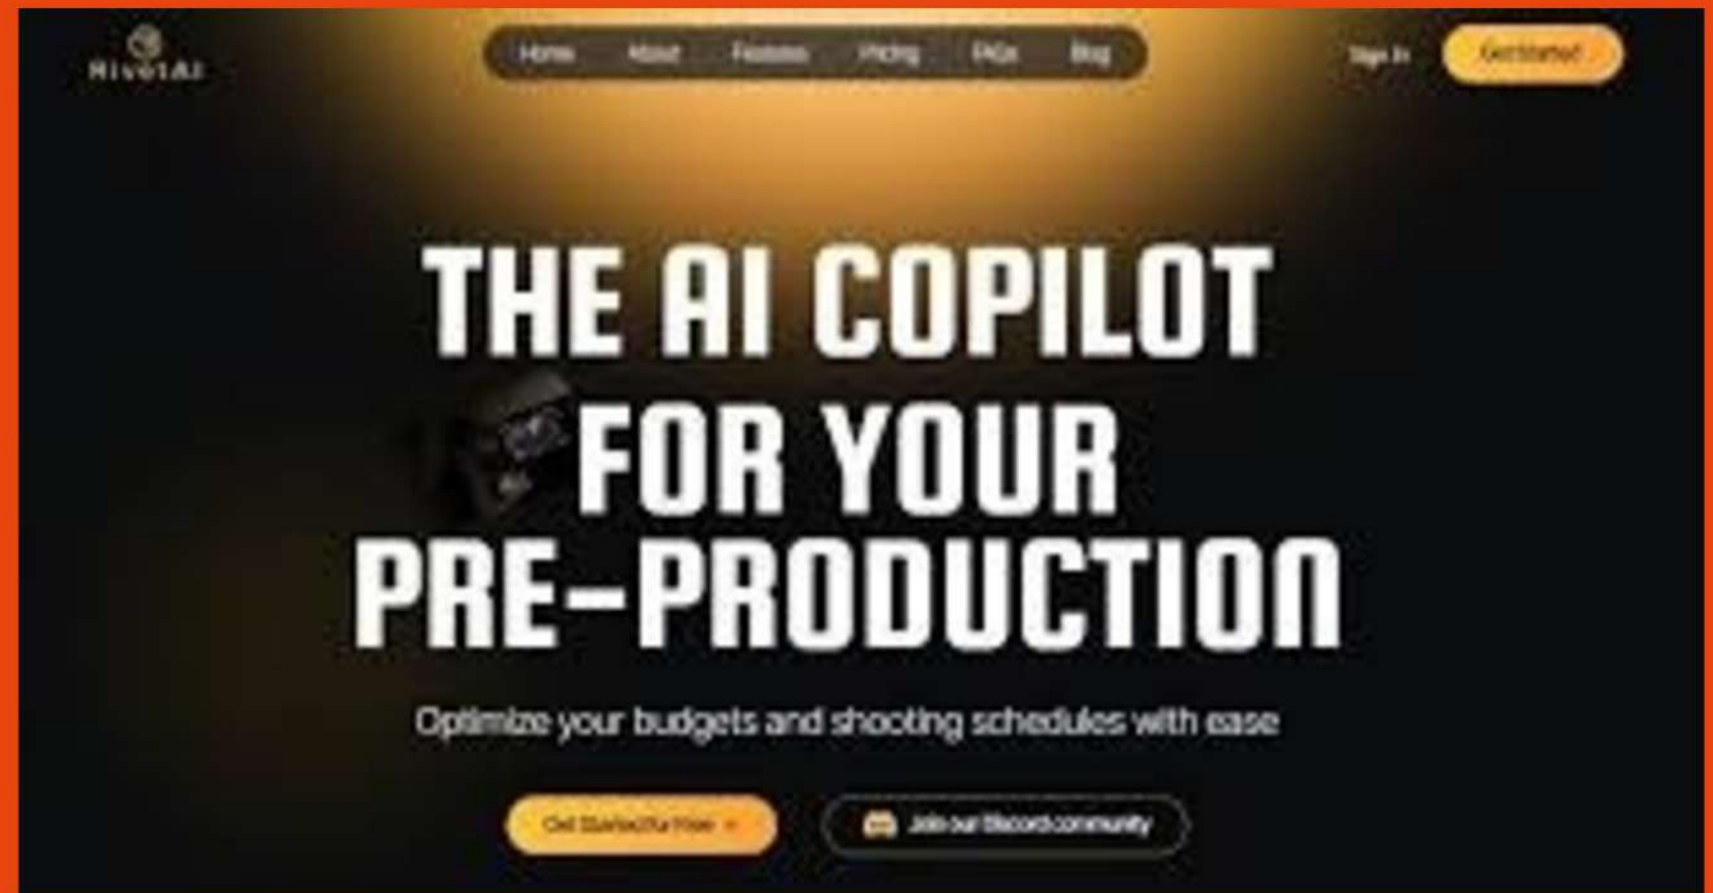 RivetAI
Home About Features Pricing FAQs Blog
Sign In
Get Started
THE AI COPILOT
FOR YOUR
PRE-PRODUCTION
Optimize your budgets and shooting schedules with ease
Get Started for Free
Join our Discord community